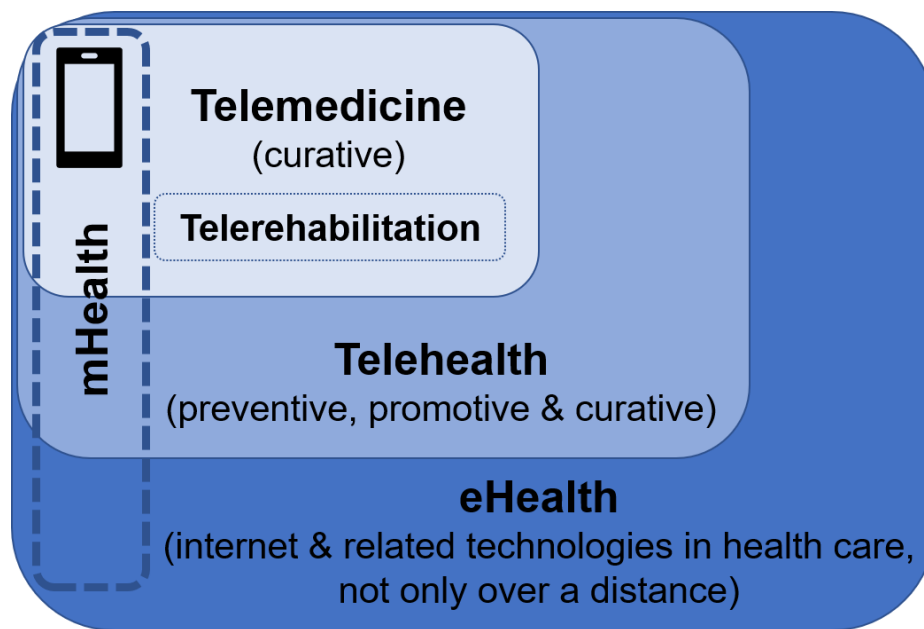 Telemedicine
(curative)
Telerehabilitation
mHealth
Telehealth
(preventive, promotive & curative)
eHealth
(internet & related technologies in health care,
not only over a distance)